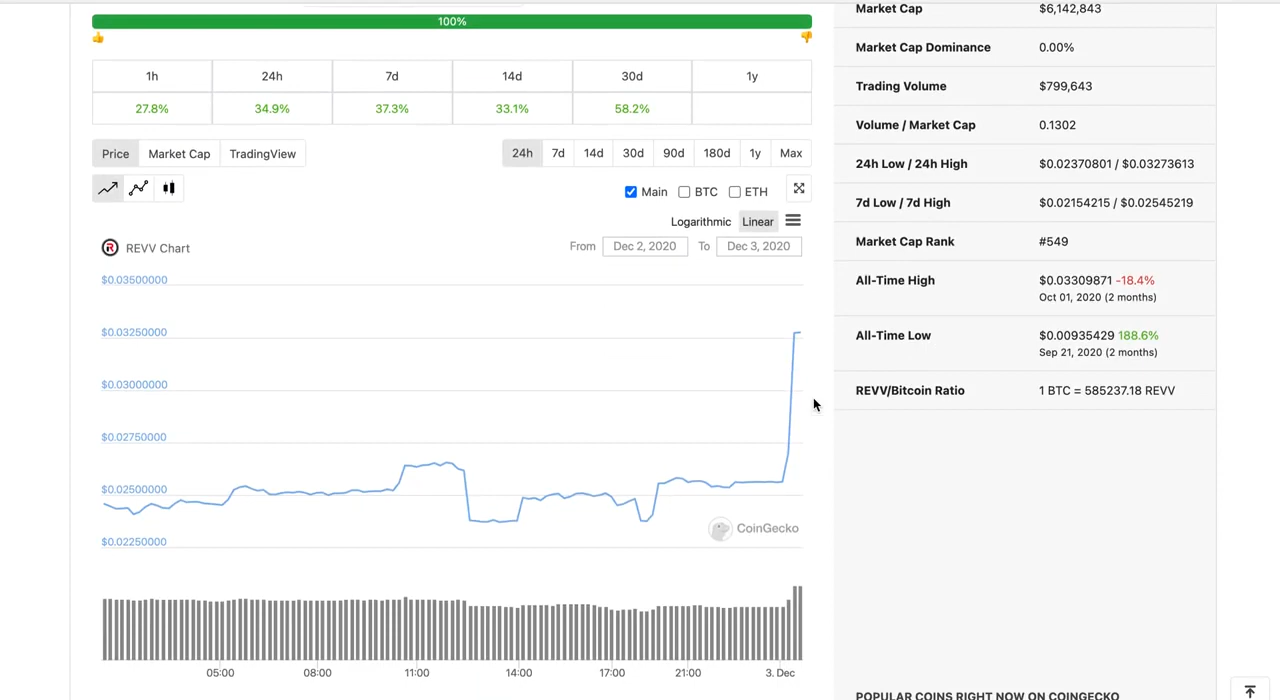 100%
👍 👎
1h 24h 7d 14d 30d 1y
27.8% 34.9% 37.3% 33.1% 58.2%
Price Market Cap TradingView 24h 7d 14d 30d 90d 180d 1y Max
Main BTC ETH
Logarithmic Linear
REVV Chart From Dec 2, 2020 To Dec 3, 2020
$0.03500000
$0.03250000
$0.03000000
$0.02750000
$0.02500000
$0.02250000
CoinGecko
05:00 08:00 11:00 14:00 17:00 21:00 3. Dec
Market Cap $6,142,843
Market Cap Dominance 0.00%
Trading Volume $799,643
Volume / Market Cap 0.1302
24h Low / 24h High $0.02370801 / $0.03273613
7d Low / 7d High $0.02154215 / $0.02545219
Market Cap Rank #549
All-Time High $0.03309871 -18.4%
Oct 01, 2020 (2 months)
All-Time Low $0.00935429 188.6%
Sep 21, 2020 (2 months)
REVV/Bitcoin Ratio 1 BTC = 585237.18 REVV
POPULAR COINS RIGHT NOW ON COINGECKO